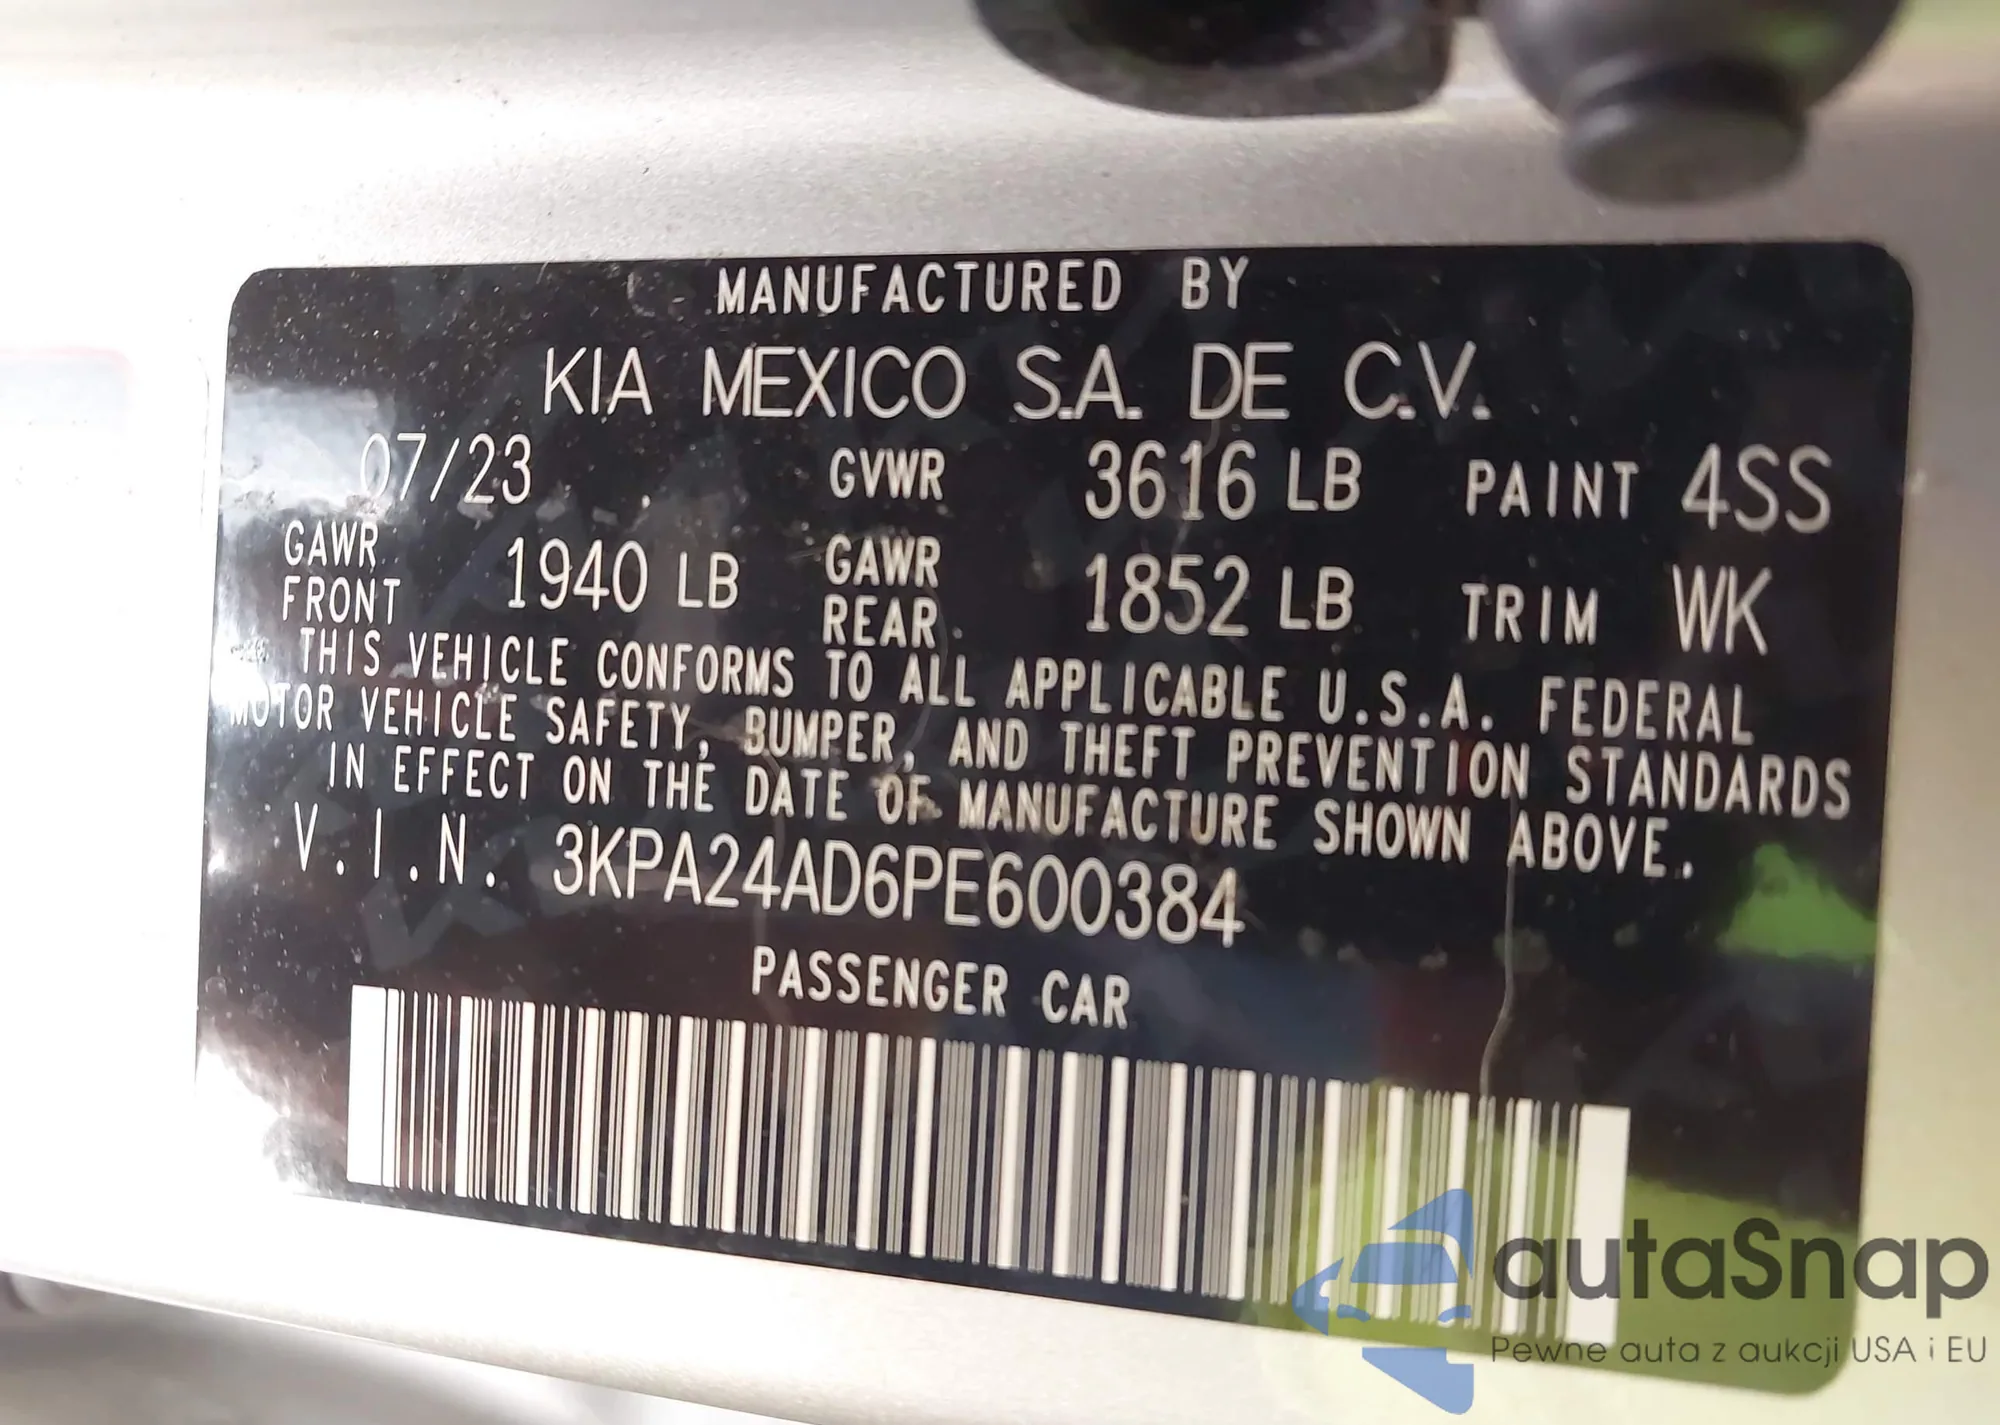 MANUFACTURED BY
KIA MEXICO S.A. DE C.V.
07/23 GVWR 3616 LB PAINT 4SS
GAWR FRONT 1940 LB GAWR REAR 1852 LB TRIM WK
THIS VEHICLE CONFORMS TO ALL APPLICABLE U.S.A. FEDERAL
MOTOR VEHICLE SAFETY, BUMPER, AND THEFT PREVENTION STANDARDS
IN EFFECT ON THE DATE OF MANUFACTURE SHOWN ABOVE.
V.I.N. 3KPA24AD6PE600384
PASSENGER CAR
autaSnap
Pewne auta z aukcji USA i EU